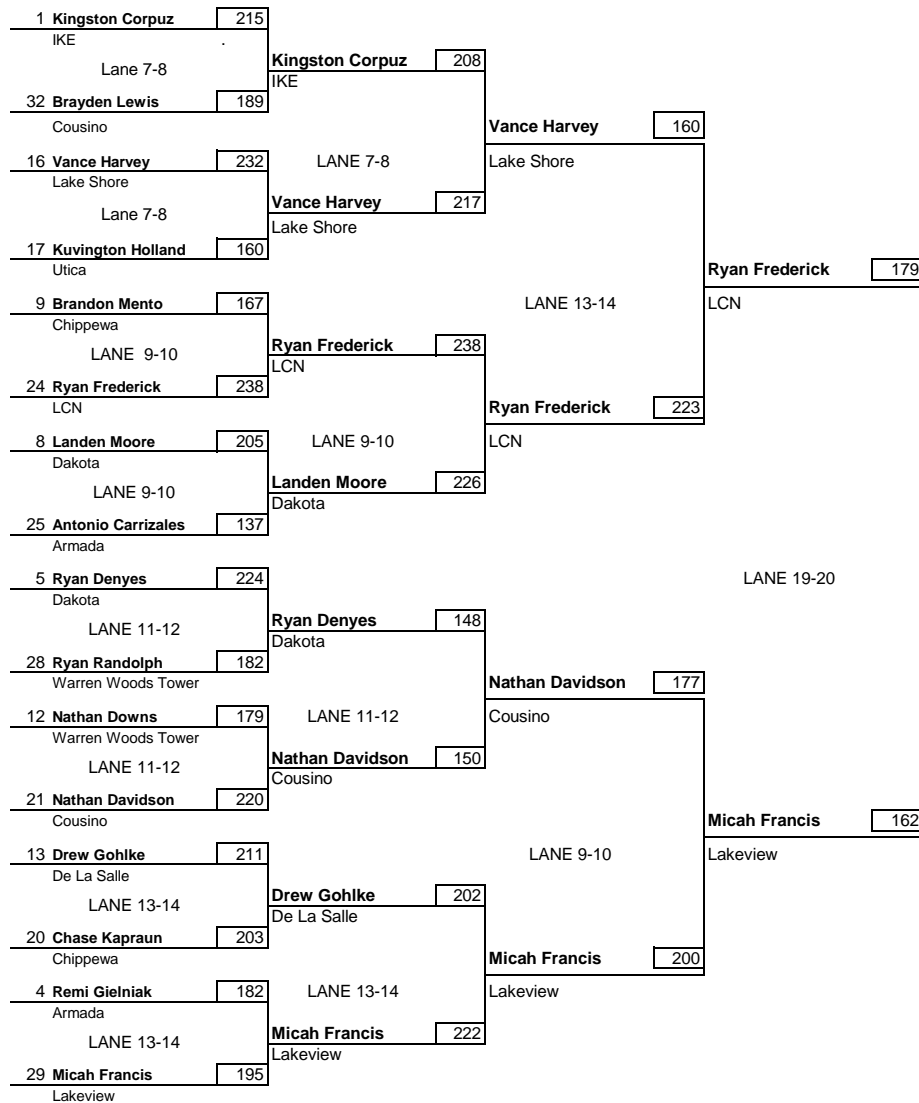 1 Kingston Corpuz 215
IKE .
Lane 7-8
Kingston Corpuz 208
IKE
32 Brayden Lewis 189
Cousino
Vance Harvey 160
Lake Shore
16 Vance Harvey 232
Lake Shore
LANE 7-8
Lane 7-8
Vance Harvey 217
Lake Shore
17 Kuvington Holland 160
Utica
Ryan Frederick 179
LCN
9 Brandon Mento 167
Chippewa
LANE 13-14
LANE 9-10
Ryan Frederick 238
LCN
24 Ryan Frederick 238
LCN
Ryan Frederick 223
LCN
8 Landen Moore 205
Dakota
LANE 9-10
LANE 9-10
Landen Moore 226
Dakota
25 Antonio Carrizales 137
Armada
5 Ryan Denyes 224
Dakota
LANE 19-20
LANE 11-12
Ryan Denyes 148
Dakota
28 Ryan Randolph 182
Warren Woods Tower
Nathan Davidson 177
Cousino
12 Nathan Downs 179
Warren Woods Tower
LANE 11-12
LANE 11-12
Nathan Davidson 150
Cousino
21 Nathan Davidson 220
Cousino
Micah Francis 162
Lakeview
13 Drew Gohlke 211
De La Salle
LANE 9-10
LANE 13-14
Drew Gohlke 202
De La Salle
20 Chase Kapraun 203
Chippewa
Micah Francis 200
Lakeview
4 Remi Gielniak 182
Armada
LANE 13-14
LANE 13-14
Micah Francis 222
Lakeview
29 Micah Francis 195
Lakeview